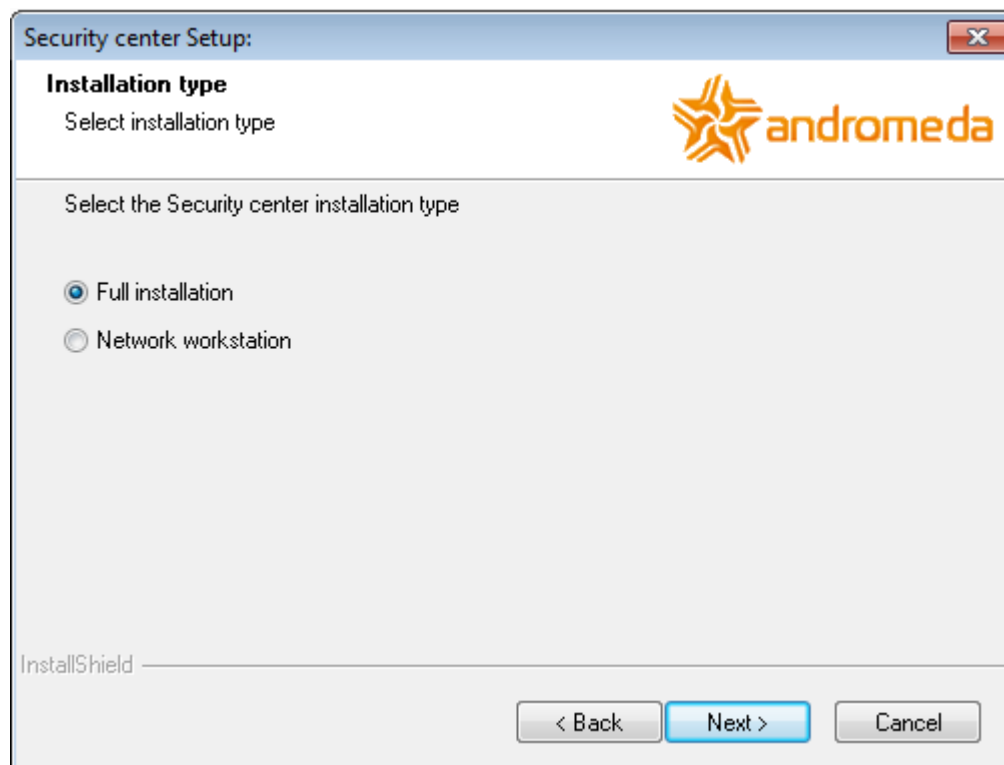 Security center Setup:
Installation type
Select installation type
andromeda
Select the Security center installation type
Full installation
Network workstation
InstallShield
< Back
Next >
Cancel